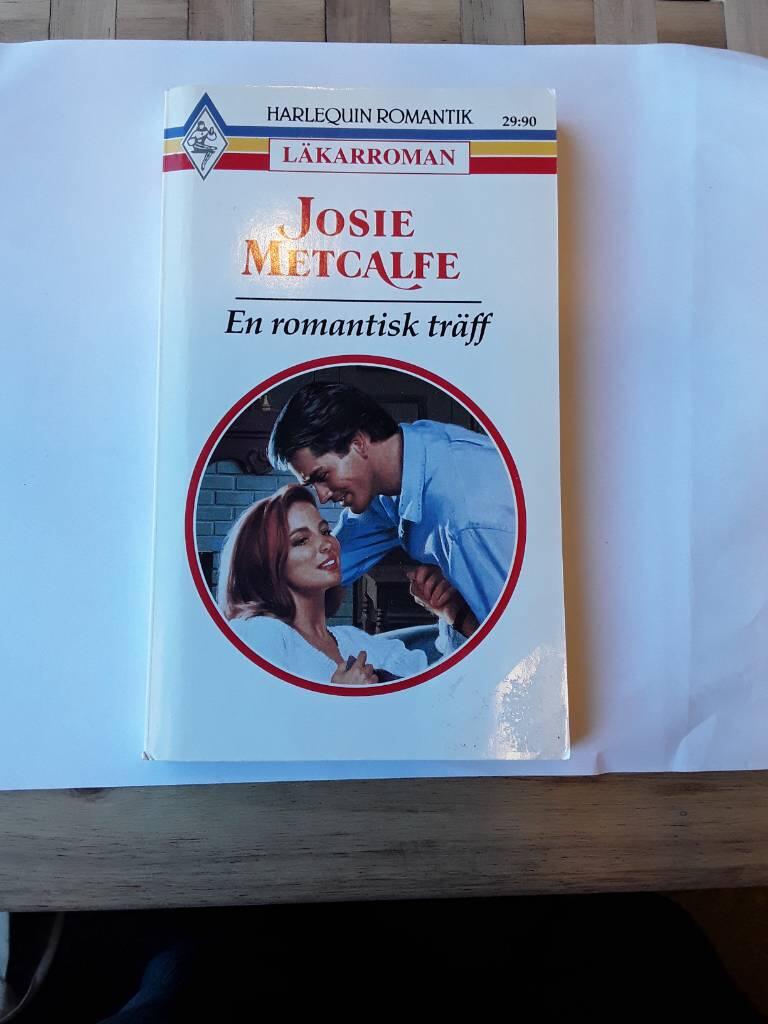 HARLEQUIN ROMANTIK 29:90
LÄKARROMAN
JOSIE
METCALFE
En romantisk träff